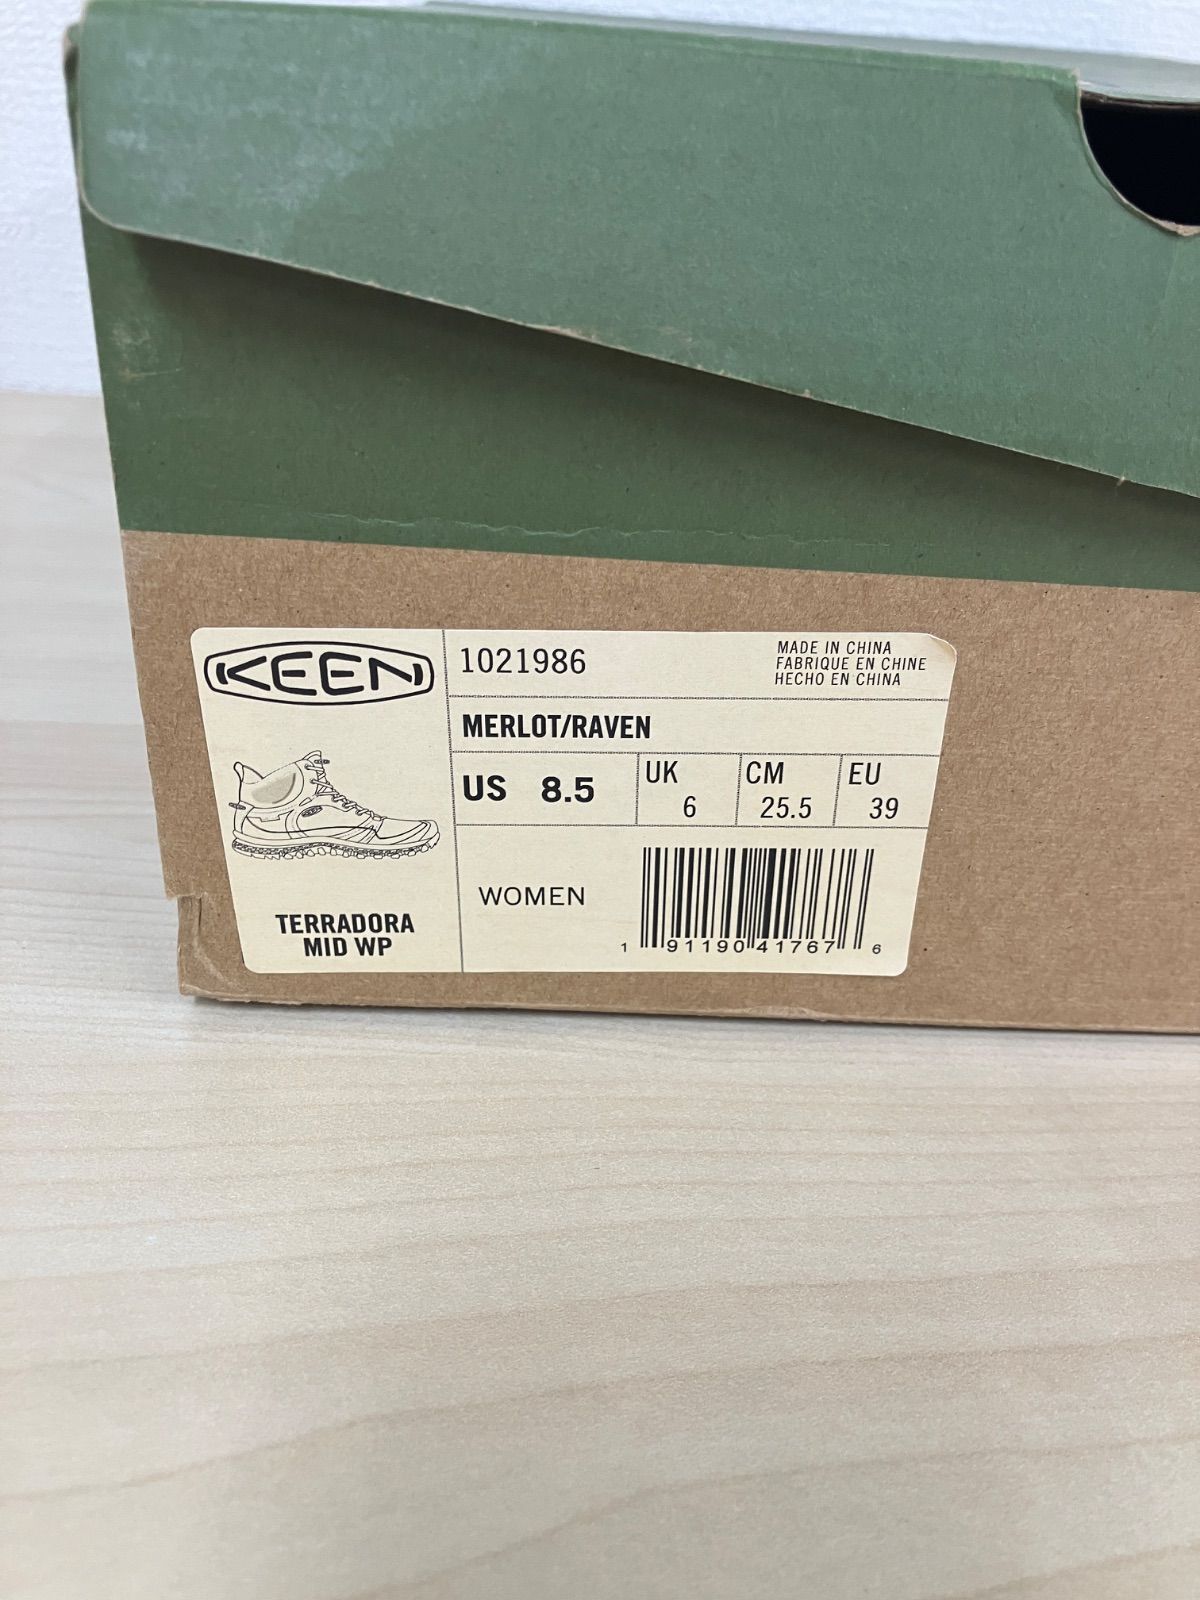 KEEN
1021986
MADE IN CHINA
FABRIQUE EN CHINE
HECHO EN CHINA
MERLOT/RAVEN
US 8.5
UK 6
CM 25.5
EU 39
WOMEN
TERRADORA
MID WP
1 91190 41767 6